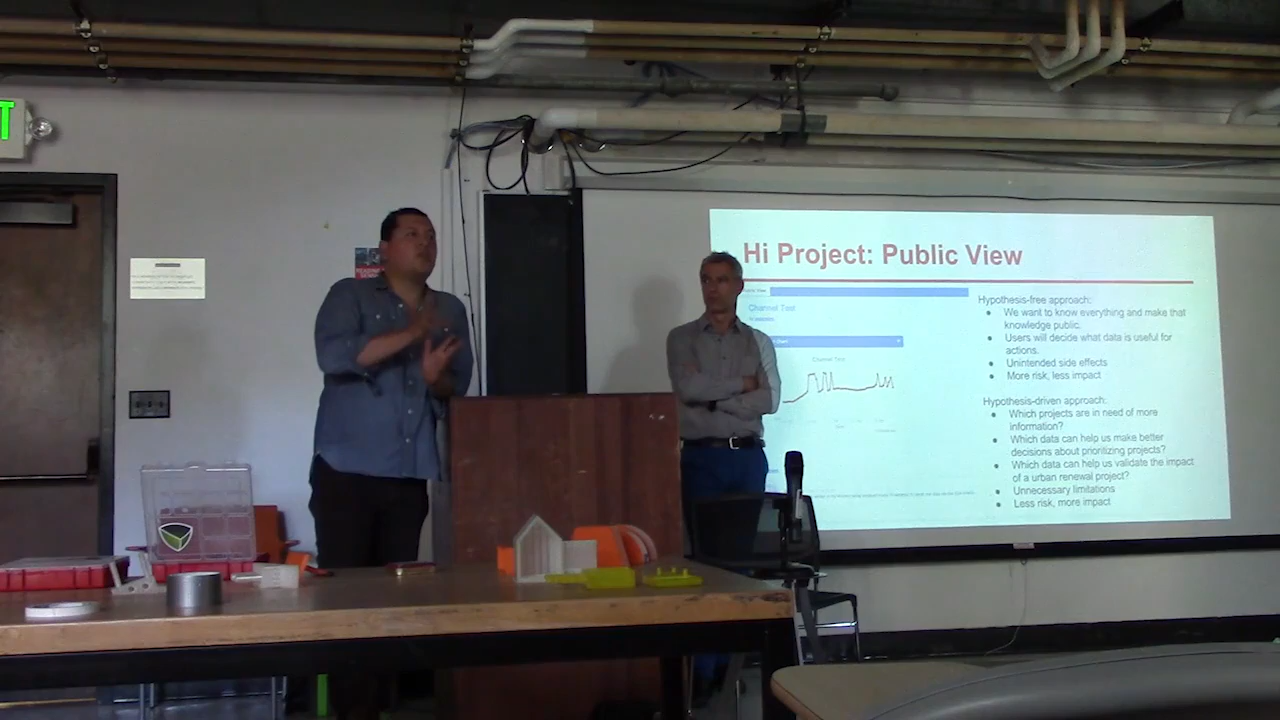 T
Hi Project: Public View
Channel Test
Channel Test
Hypothesis-free approach:
● We want to know everything and make that
knowledge public.
● Users will decide what data is useful for
actions.
● Unintended side effects
● More risk, less impact
Hypothesis-driven approach:
● Which projects are in need of more
information?
● Which data can help us make better
decisions about prioritizing projects?
● Which data can help us validate the impact
of a urban renewal project?
● Unnecessary limitations
● Less risk, more impact